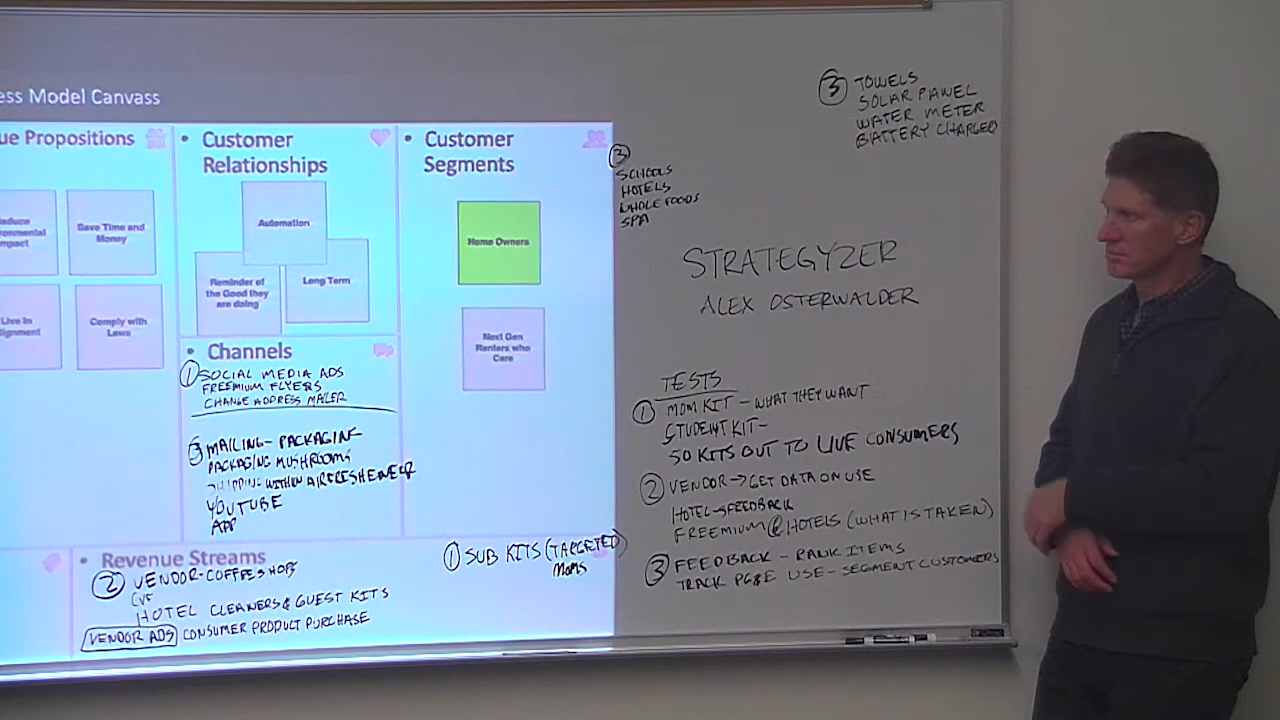 ess Model Canvass
ue Propositions
educe
ronmental
mpact
Save Time and
Money
Live In
lignment
Comply with
Laws
• Customer
Relationships
Automation
Reminder of
the Good they
are doing
Long Term
• Channels
① SOCIAL MEDIA ADS
FREEMIUM FLYERS
CHANGE ADDRESS MAILER
③ MAILING - PACKAGING
PACKAGING MUSHROOMS
SHIPPING WITHIN AIRFRESHENER
YOUTUBE
APP
• Customer
Segments
Home Owners
Next Gen
Renters who
Care
③
SCHOOLS
HOTELS
WHOLE FOODS
SPA
• Revenue Streams
② VENDOR - COFFEE SHOPS
HOTEL CLEANERS & GUEST KITS
VENDOR ADS CONSUMER PRODUCT PURCHASE
① SUB KITS (TARGETED)
MOMS
③ TOWELS
SOLAR PANEL
WATER METER
BATTERY CHARGER
STRATEGYZER
ALEX OSTERWALDER
TESTS
① MOM KIT - WHAT THEY WANT
STUDENT KIT -
50 KITS OUT TO LIVE CONSUMERS
② VENDOR → GET DATA ON USE
HOTEL → FEEDBACK
FREEMIUM @ HOTELS (WHAT IS TAKEN)
③ FEEDBACK - RANK ITEMS
TRACK PG&E USE - SEGMENT CUSTOMERS